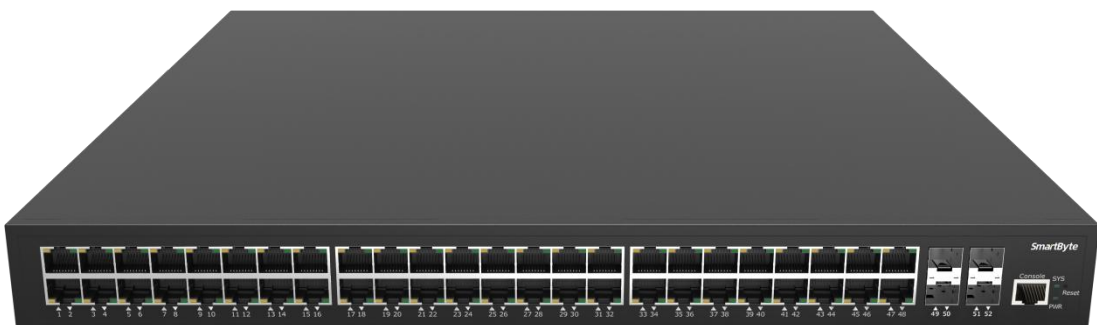 SmartByte
Console SYS
Reset
PWR
1 2 3 4 5 6 7 8 9 10 11 12 13 14 15 16 17 18 19 20 21 22 23 24 25 26 27 28 29 30 31 32 33 34 35 36 37 38 39 40 41 42 43 44 45 46 47 48 49 50 51 52